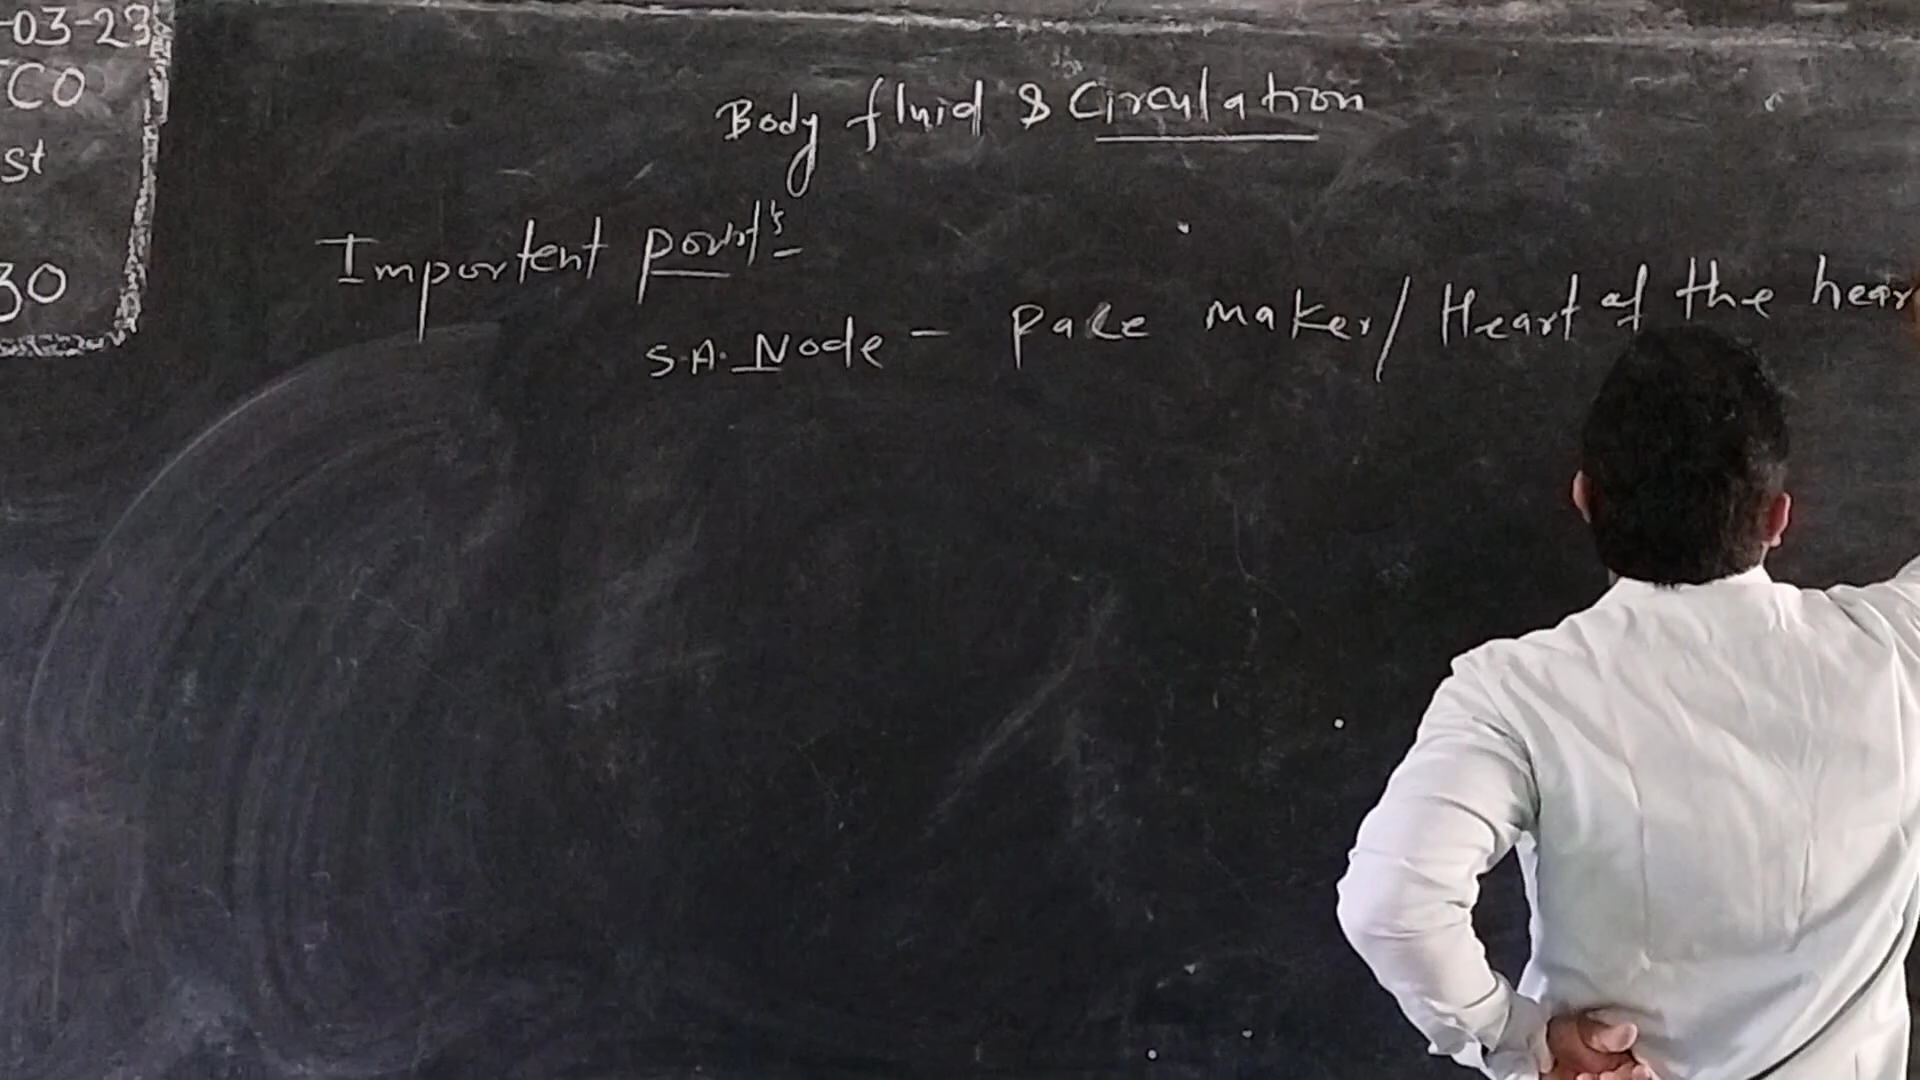 -03-23
CO
st
30
Body fluid & Circulation
Importent point's
S.A. Node - pace maker/ Heart of the hear